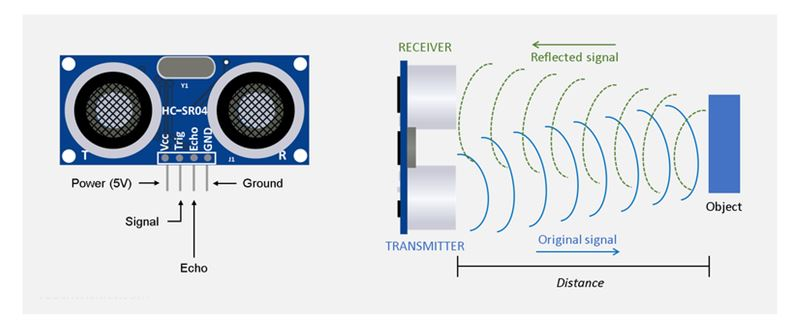 Y1
HC-SR04
Vcc
Trig
Echo
GND
T
J1
R
Power (5V)
Ground
Signal
Echo
RECEIVER
Reflected signal
Object
TRANSMITTER
Original signal
Distance